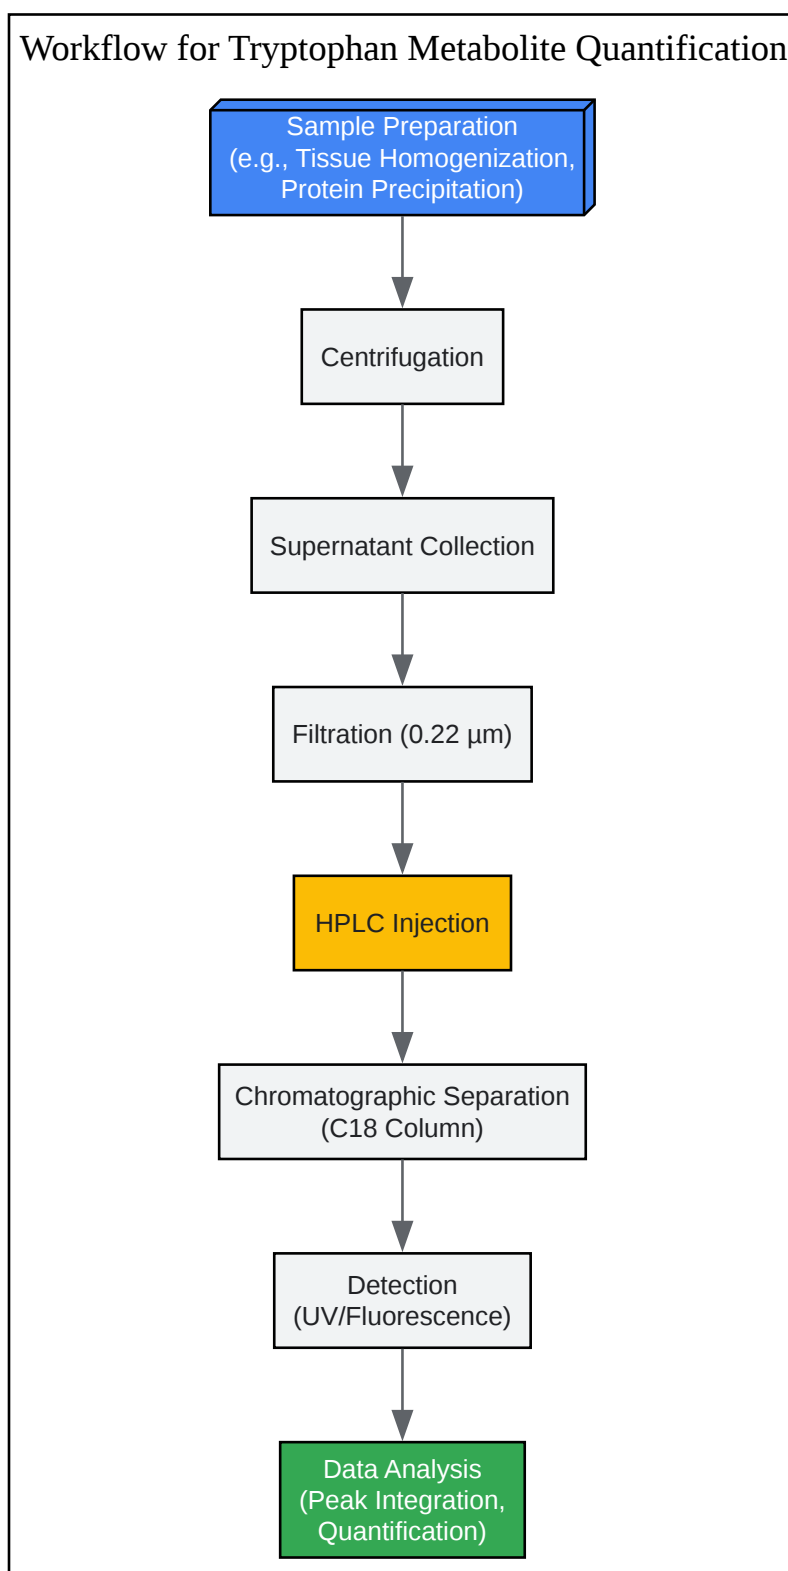 Workflow for Tryptophan Metabolite Quantification
Sample Preparation
(e.g., Tissue Homogenization,
Protein Precipitation)
Centrifugation
Supernatant Collection
Filtration (0.22 µm)
HPLC Injection
Chromatographic Separation
(C18 Column)
Detection
(UV/Fluorescence)
Data Analysis
(Peak Integration,
Quantification)